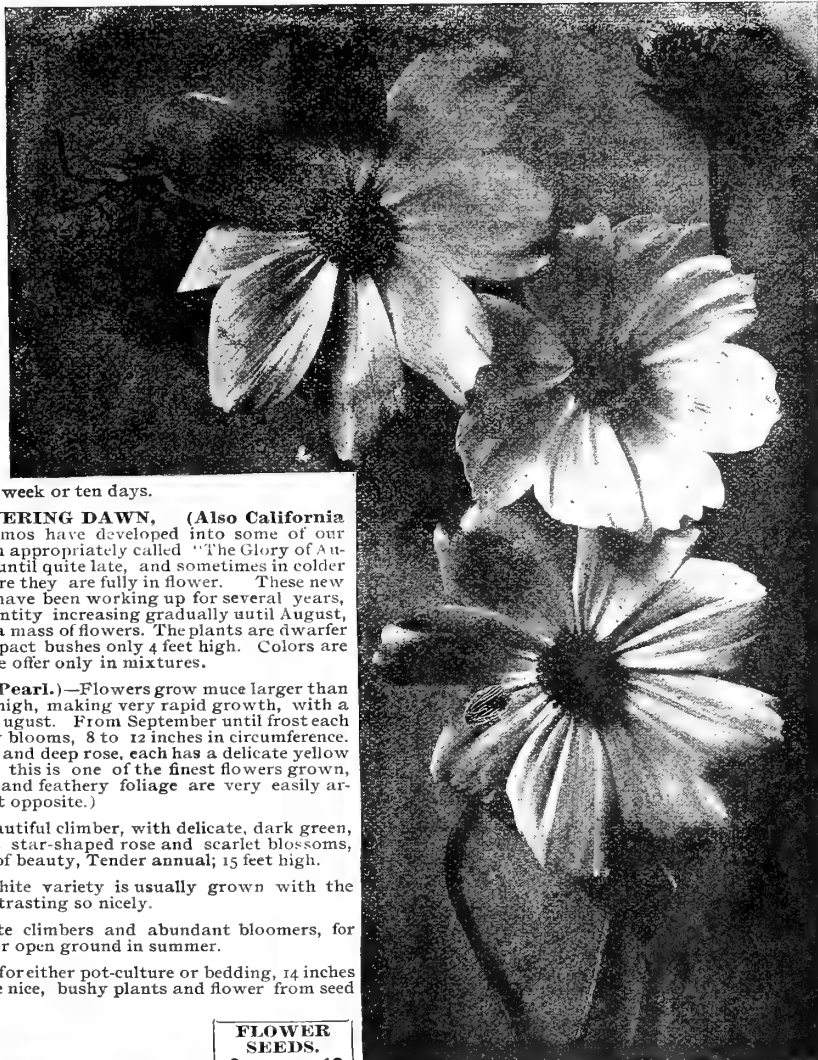 week or ten days.
ERING DAWN, (Also California
mos have developed into some of our
appropriately called "The Glory of Au-
until quite late, and sometimes in colder
re they are fully in flower. These new
have been working up for several years,
ntity increasing gradually uutil August,
a mass of flowers. The plants are dwarfer
pact bushes only 4 feet high. Colors are
e offer only in mixtures.
Pearl.)—Flowers grow muce larger than
high, making very rapid growth, with a
ugust. From September until frost each
blooms, 8 to 12 inches in circumference.
and deep rose, each has a delicate yellow
this is one of the finest flowers grown,
and feathery foliage are very easily ar-
t opposite.)
autiful climber, with delicate, dark green,
star-shaped rose and scarlet blossoms,
of beauty, Tender annual; 15 feet high.
hite variety is usually grown with the
trasting so nicely.
te climbers and abundant bloomers, for
r open ground in summer.
for either pot-culture or bedding, 14 inches
e nice, bushy plants and flower from seed
FLOWER
SEEDS.